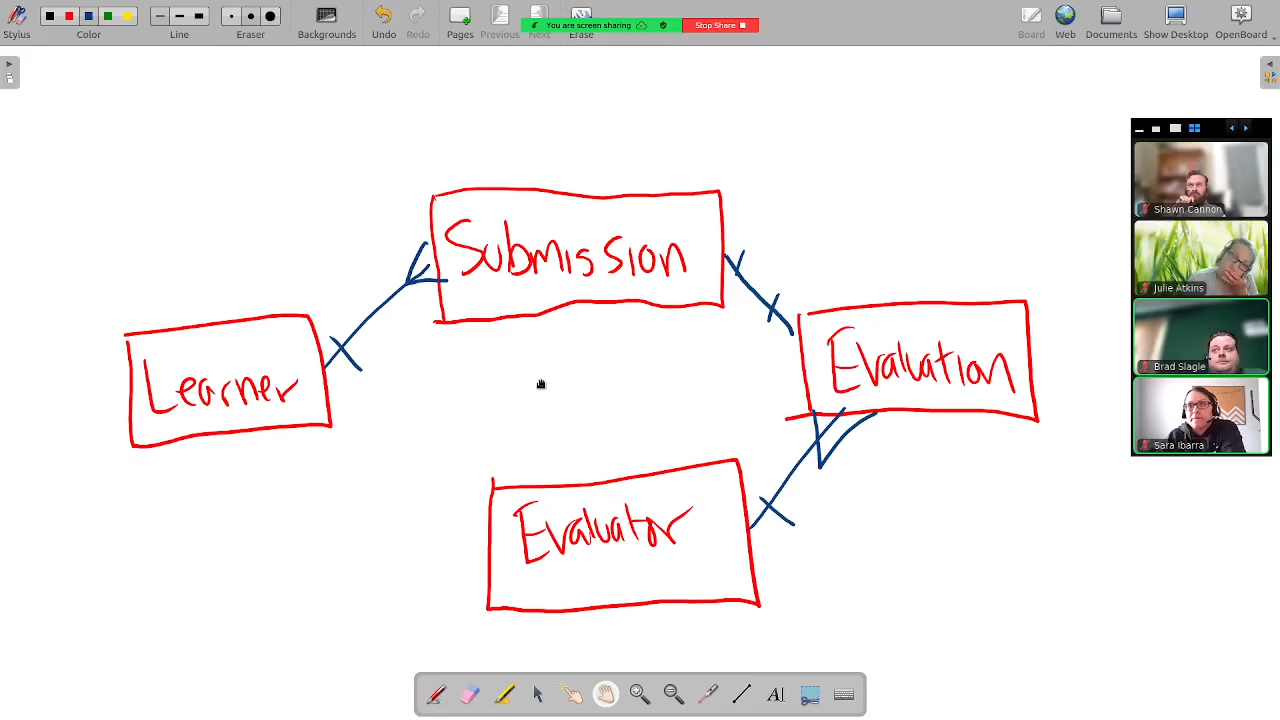 You are screen sharing
Stop Share
Stylus
Color
Line
Eraser
Backgrounds
Undo
Redo
Pages
Previous
Next
Erase
Board
Web
Documents
Show Desktop
OpenBoard
Submission
Learner
Evaluation
Evaluator
Shawn Cannon
Julie Atkins
Brad Slagle
Sara Ibarra
AI